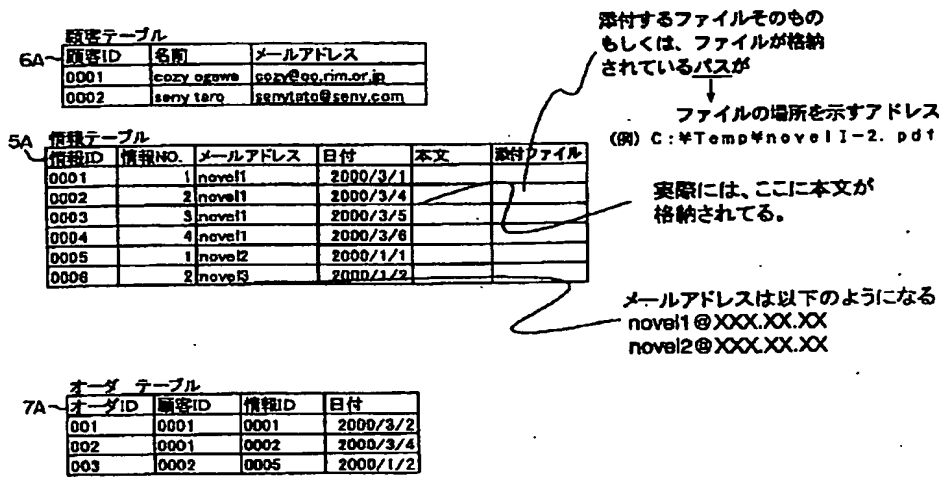 顧客テーブル
6A 顧客ID 名前 メールアドレス
0001 cozy ogawa cozy@oo.rim.or.jp
0002 seny taro senytato@seny.com
添付するファイルそのもの
もしくは、ファイルが格納
されているパスが
ファイルの場所を示すアドレス
(例) C:¥Temp¥novelI-2.pdf
5A 情報テーブル
情報ID 情報NO. メールアドレス 日付 本文 添付ファイル
0001 1 novel1 2000/3/1
0002 2 novel1 2000/3/4
0003 3 novel1 2000/3/5
0004 4 novel1 2000/3/6
0005 1 novel2 2000/1/1
0006 2 novel3 2000/1/2
実際には、ここに本文が
格納されてる。
メールアドレスは以下のようになる
novel1@XXX.XX.XX
novel2@XXX.XX.XX
オーダ テーブル
7A オーダID 顧客ID 情報ID 日付
001 0001 0001 2000/3/2
002 0001 0002 2000/3/4
003 0002 0005 2000/1/2